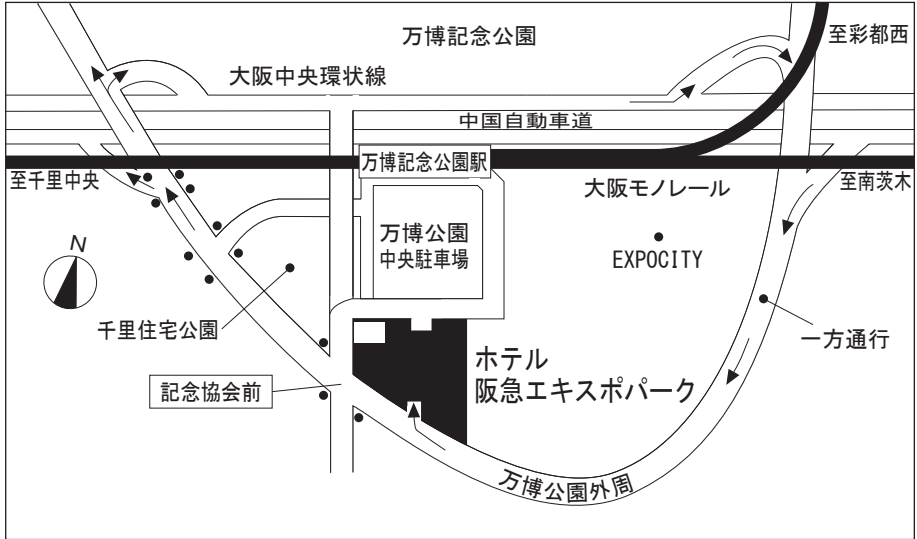 万博記念公園
至彩都西
大阪中央環状線
中国自動車道
万博記念公園駅
至千里中央
大阪モノレール
至南茨木
万博公園
中央駐車場
EXPOCITY
N
千里住宅公園
一方通行
ホテル
阪急エキスポパーク
記念協会前
万博公園外周